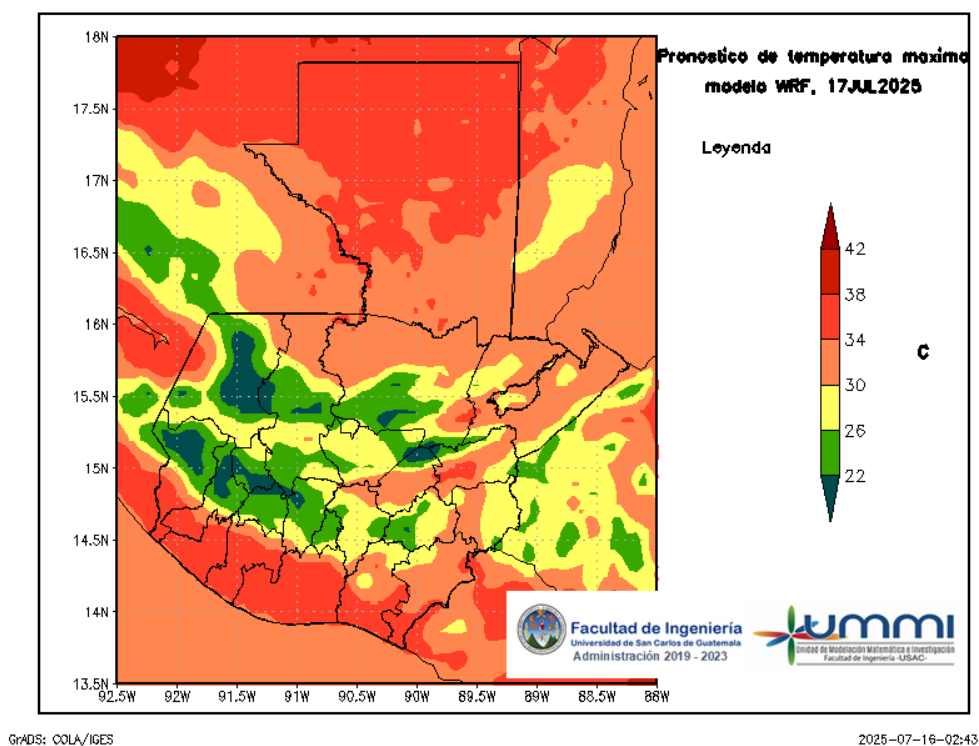 Pronostico de temperatura maxima
modelo WRF, 17JUL2025
Leyenda
42
38
34
30
26
22
C
18N
17.5N
17N
16.5N
16N
15.5N
15N
14.5N
14N
13.5N
92.5W 92W 91.5W 91W 90.5W 90W 89.5W 89W 88.5W 88W
Facultad de Ingeniería
Universidad de San Carlos de Guatemala
Administración 2019 - 2023
ummi
Unidad de Modelación Matemática e Investigación
Facultad de Ingeniería -USAC-
GrADS: COLA/IGES
2025-07-16-02:43